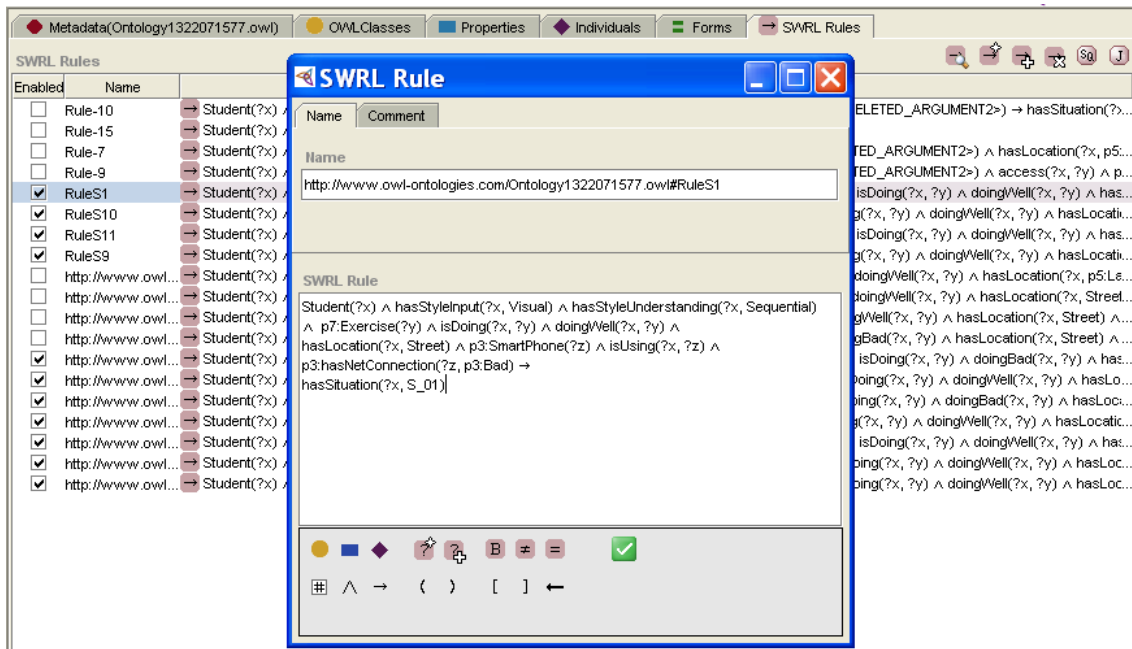 Metadata(Ontology1322071577.owl) OWLClasses Properties Individuals Forms → SWRL Rules
SWRL Rules
Enabled Name
Rule-10 → Student(?x) ELETED_ARGUMENT2>) → hasSituation(?>...
Rule-15 → Student(?x)
Rule-7 → Student(?x) TED_ARGUMENT2>) ∧ hasLocation(?x, p5:...
Rule-9 → Student(?x) TED_ARGUMENT2>) ∧ access(?x, ?y) ∧ p...
RuleS1 → Student(?x) isDoing(?x, ?y) ∧ doingWell(?x, ?y) ∧ has...
RuleS10 → Student(?x) g(?x, ?y) ∧ doingWell(?x, ?y) ∧ hasLocati...
RuleS11 → Student(?x) isDoing(?x, ?y) ∧ doingWell(?x, ?y) ∧ has...
RuleS9 → Student(?x) g(?x, ?y) ∧ doingWell(?x, ?y) ∧ hasLocati...
http://www.owl... → Student(?x) doingWell(?x, ?y) ∧ hasLocation(?x, p5:La...
http://www.owl... → Student(?x) doingWell(?x, ?y) ∧ hasLocation(?x, Street...
http://www.owl... → Student(?x) gWell(?x, ?y) ∧ hasLocation(?x, Street) ∧...
http://www.owl... → Student(?x) gBad(?x, ?y) ∧ hasLocation(?x, Street) ∧ ...
http://www.owl... → Student(?x) isDoing(?x, ?y) ∧ doingBad(?x, ?y) ∧ has...
http://www.owl... → Student(?x) Doing(?x, ?y) ∧ doingWell(?x, ?y) ∧ hasLo...
http://www.owl... → Student(?x) oing(?x, ?y) ∧ doingBad(?x, ?y) ∧ hasLoc...
http://www.owl... → Student(?x) g(?x, ?y) ∧ doingWell(?x, ?y) ∧ hasLocatic...
http://www.owl... → Student(?x) isDoing(?x, ?y) ∧ doingWell(?x, ?y) ∧ has...
http://www.owl... → Student(?x) oing(?x, ?y) ∧ doingWell(?x, ?y) ∧ hasLoc...
http://www.owl... → Student(?x) oing(?x, ?y) ∧ doingWell(?x, ?y) ∧ hasLoc...
SWRL Rule
Name Comment
Name
http://www.owl-ontologies.com/Ontology1322071577.owl#RuleS1
SWRL Rule
Student(?x) ∧ hasStyleInput(?x, Visual) ∧ hasStyleUnderstanding(?x, Sequential)
∧ p7:Exercise(?y) ∧ isDoing(?x, ?y) ∧ doingWell(?x, ?y) ∧
hasLocation(?x, Street) ∧ p3:SmartPhone(?z) ∧ isUsing(?x, ?z) ∧
p3:hasNetConnection(?z, p3:Bad) →
hasSituation(?x, S_01)
? ? B ≠ =
# ∧ → ( ) [ ] ←